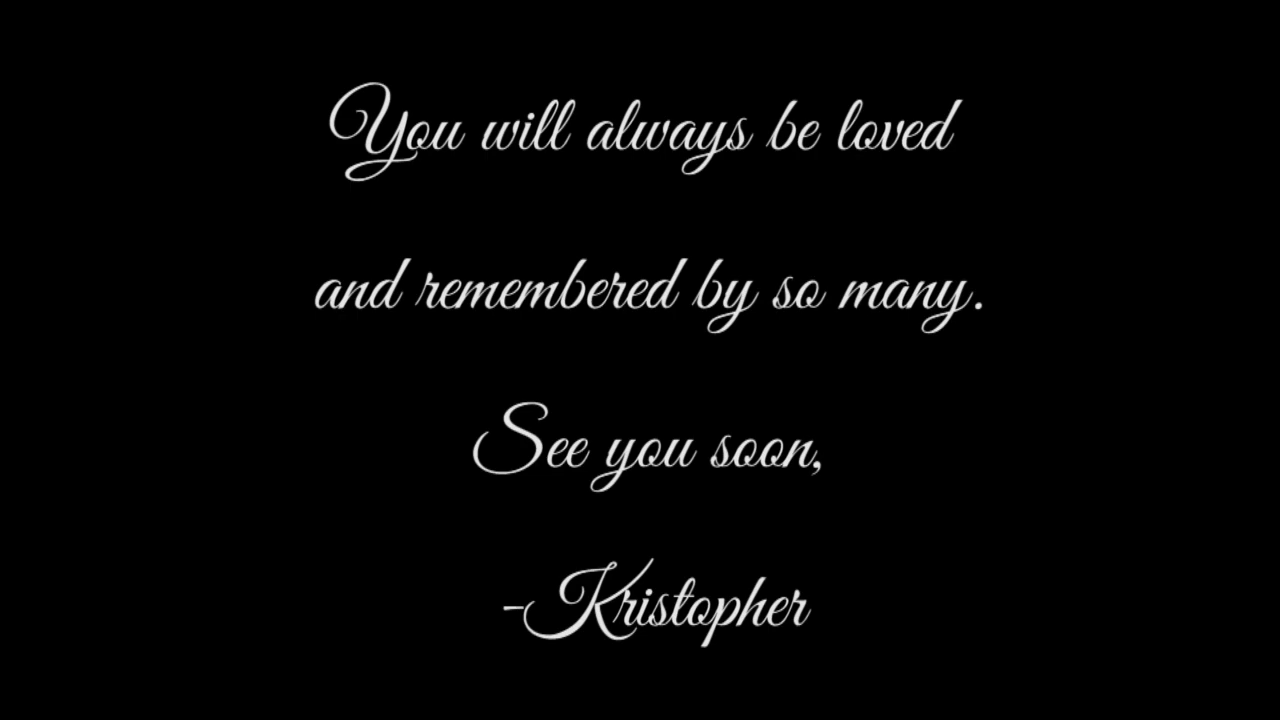 You will always be loved
and remembered by so many.
See you soon,
-Kristopher